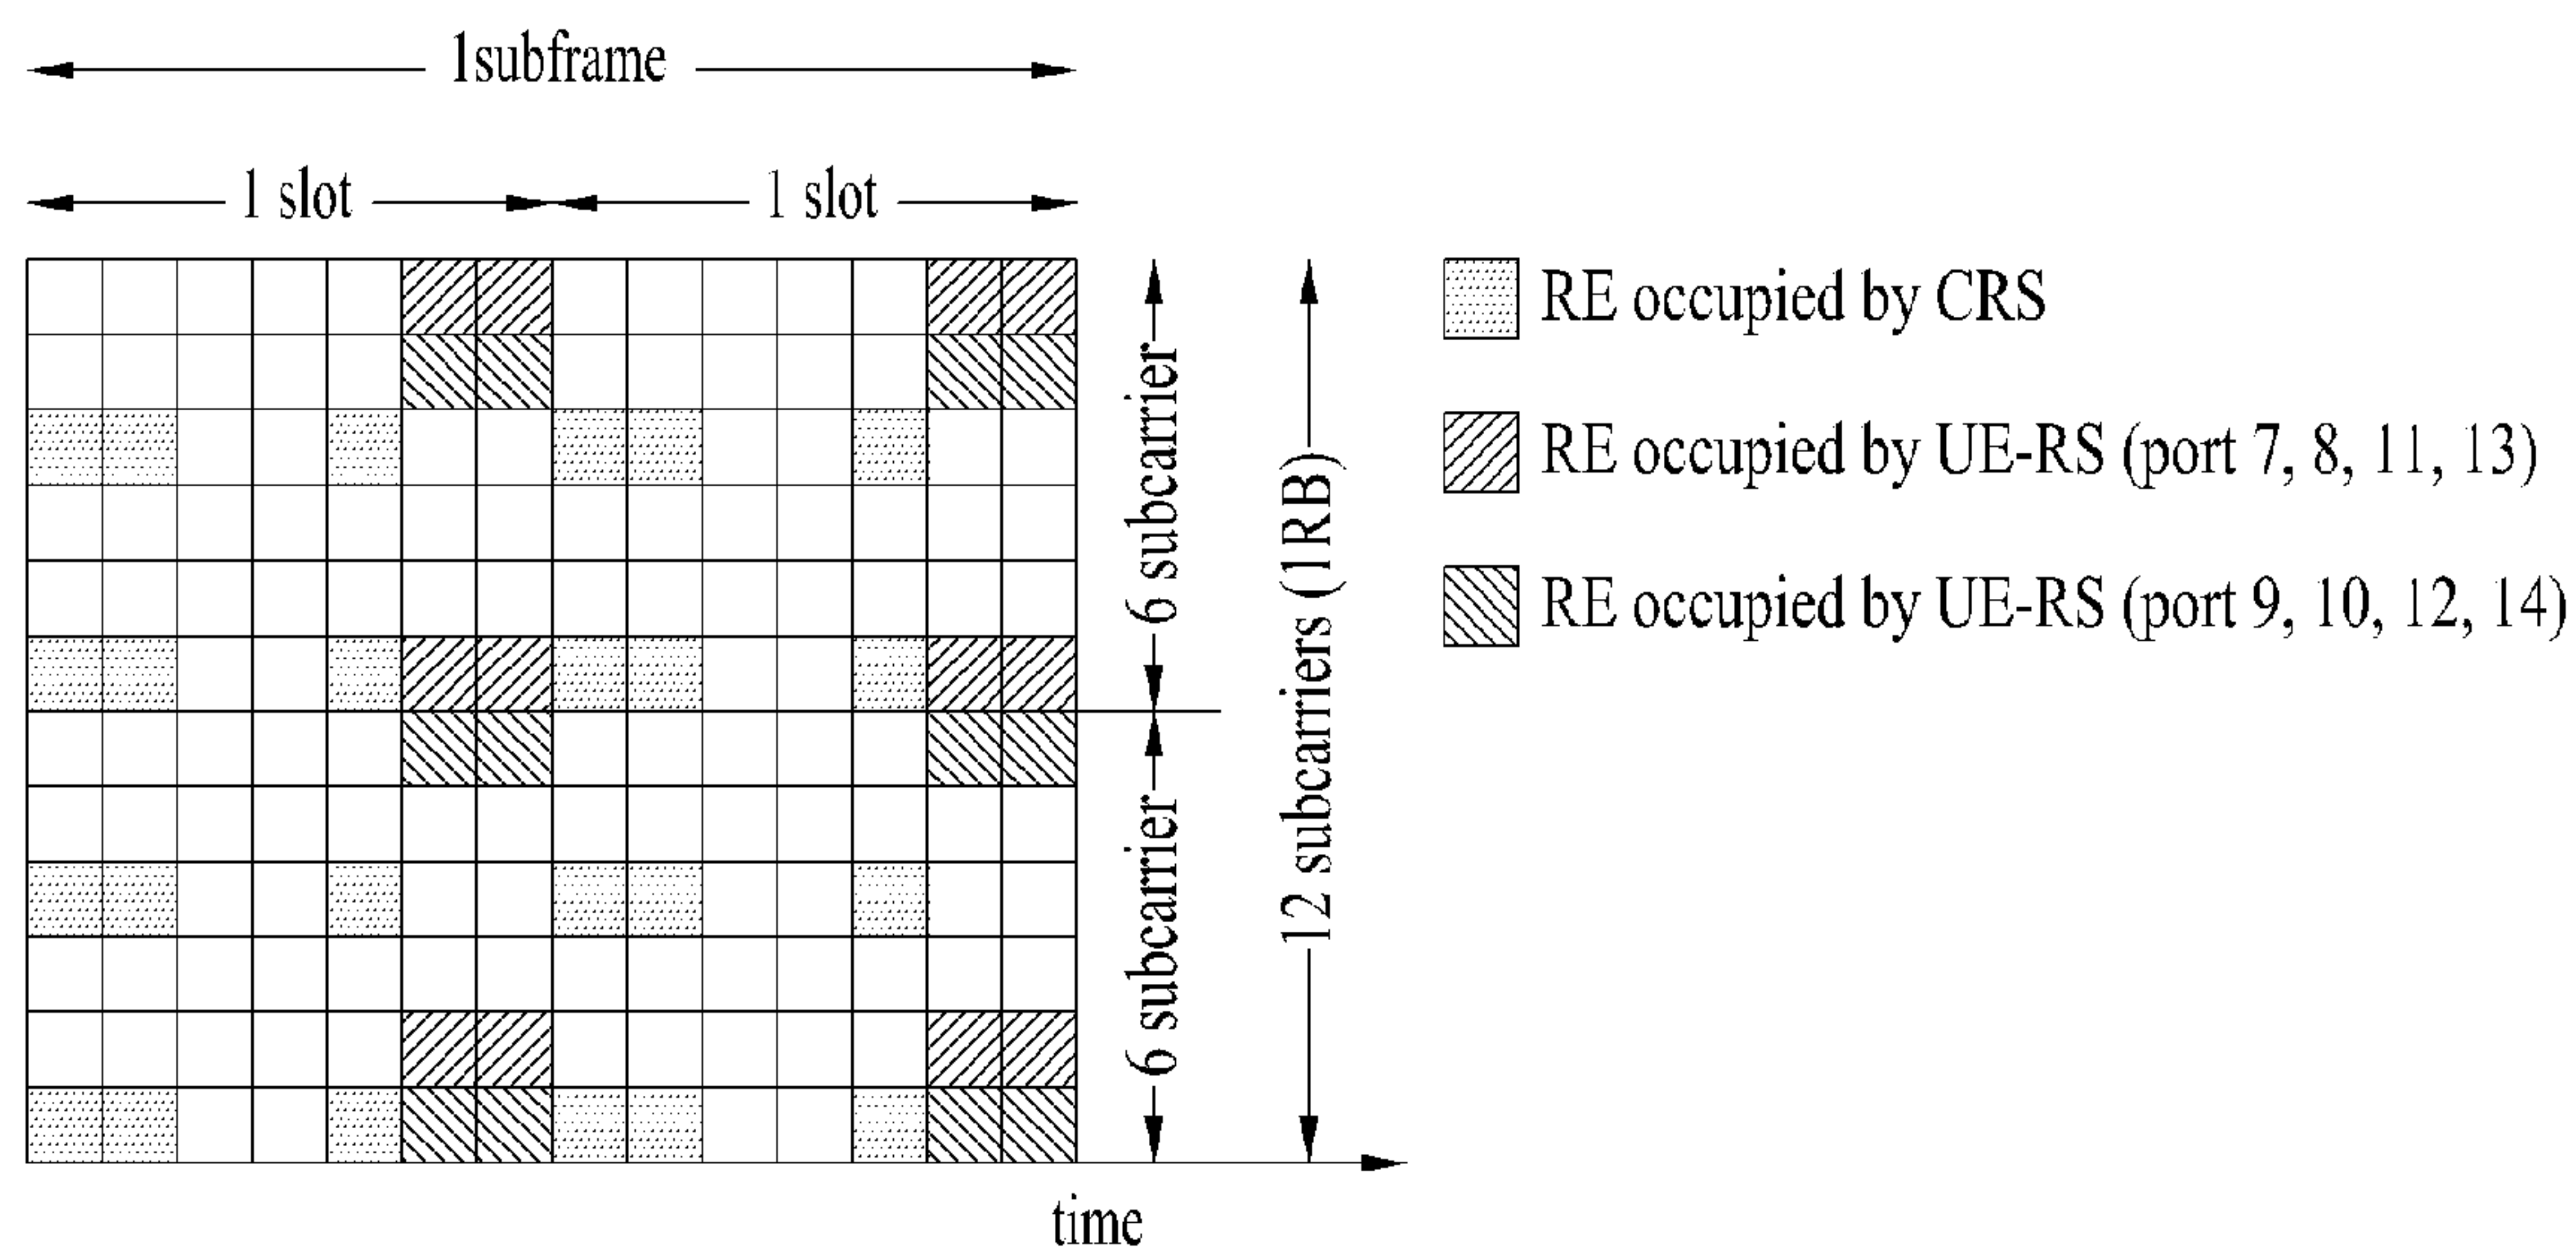 1subframe
1 slot
1 slot
6 subcarrier
6 subcarrier
12 subcarriers (1RB)
RE occupied by CRS
RE occupied by UE-RS (port 7, 8, 11, 13)
RE occupied by UE-RS (port 9, 10, 12, 14)
time